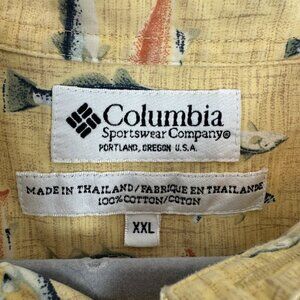 Columbia
Sportswear Company®
PORTLAND, OREGON U.S.A.
MADE IN THAILAND/FABRIQUE EN THAILANDE
100% COTTON/COTON
XXL